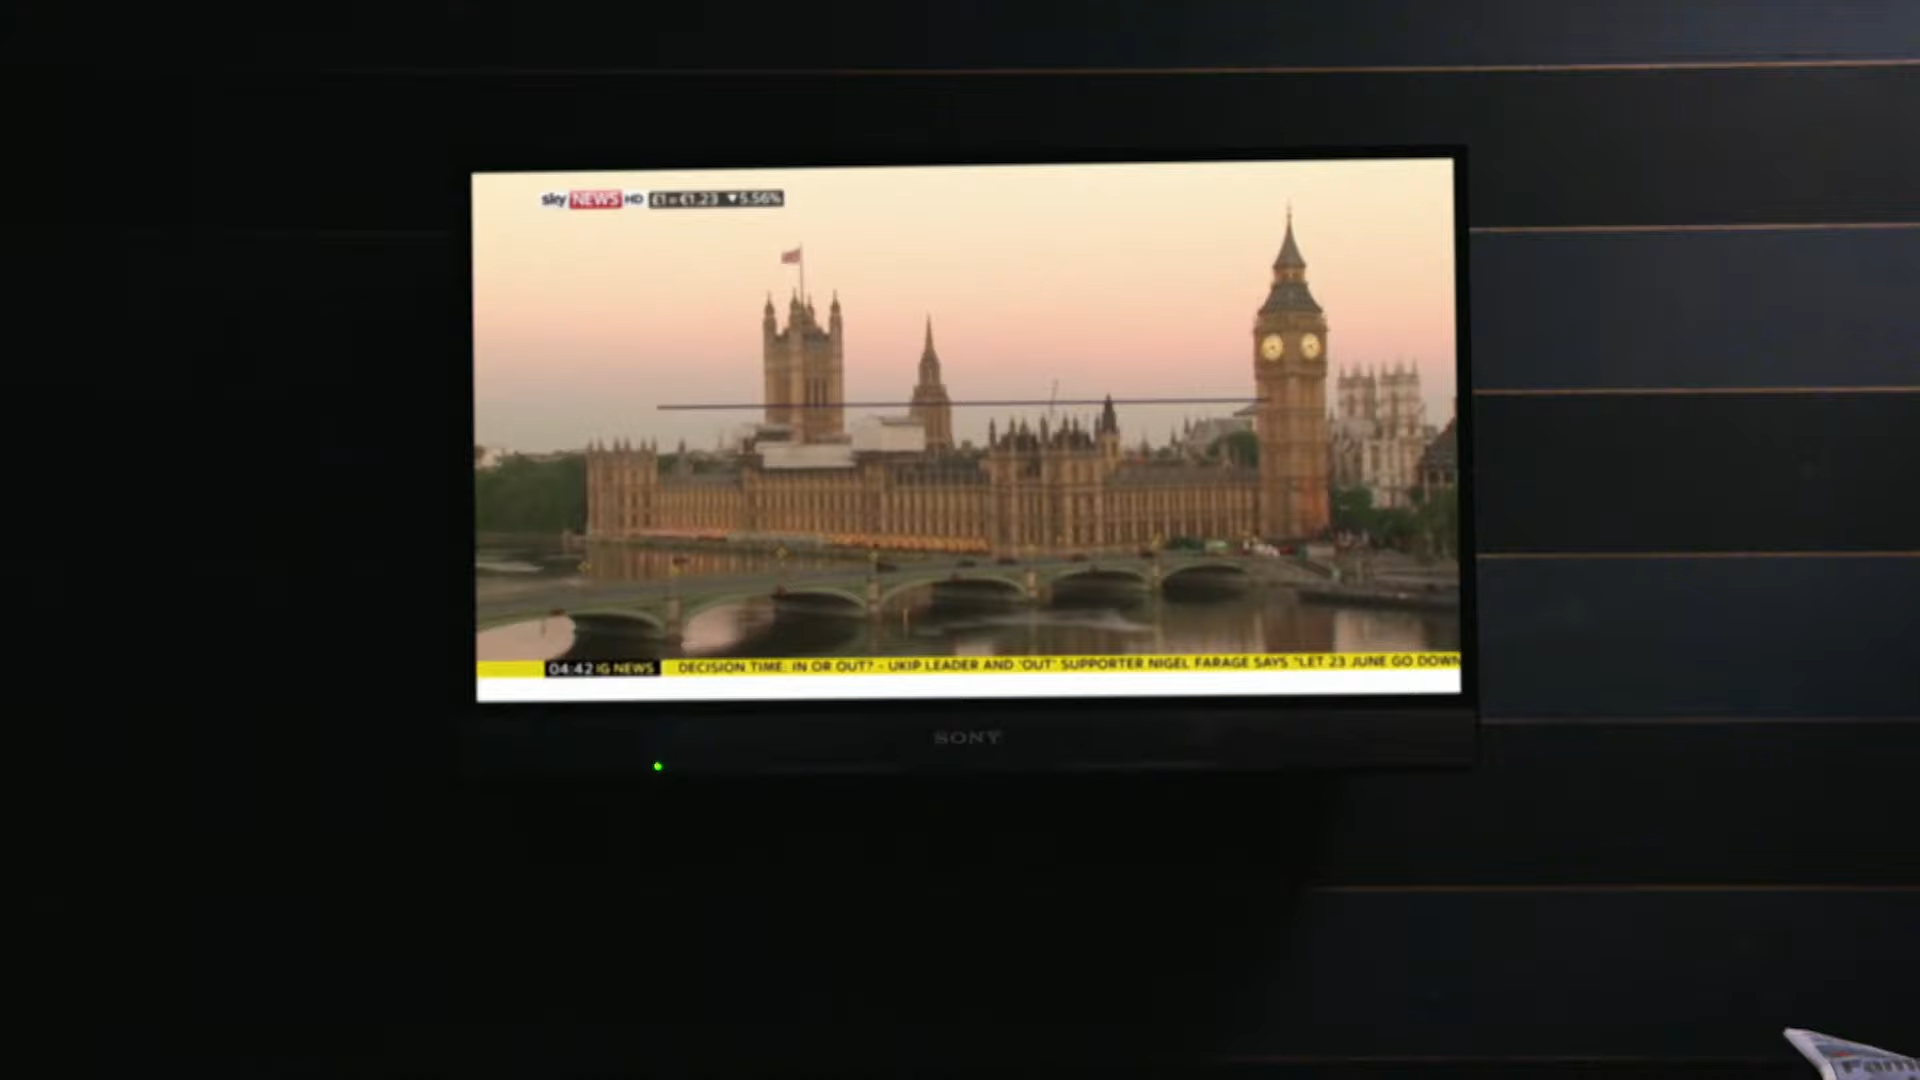 sky NEWS HD £1=€1.23 ▼5.56%
04:42 IG NEWS DECISION TIME: IN OR OUT? - UKIP LEADER AND 'OUT' SUPPORTER NIGEL FARAGE SAYS "LET 23 JUNE GO DOWN
SONY